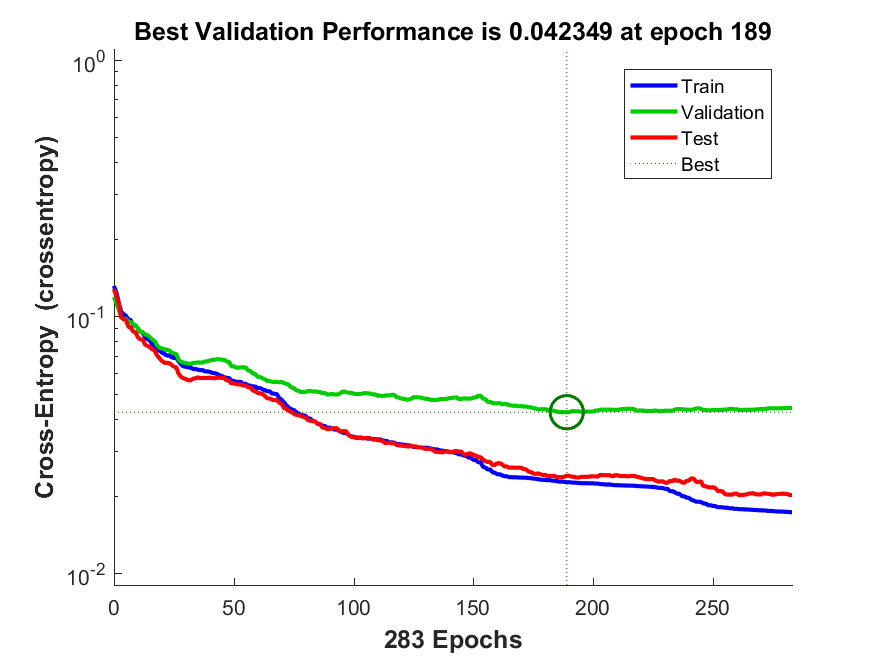 Best Validation Performance is 0.042349 at epoch 189
Cross-Entropy (crossentropy)
10^0
10^-1
10^-2
Train
Validation
Test
Best
0 50 100 150 200 250
283 Epochs